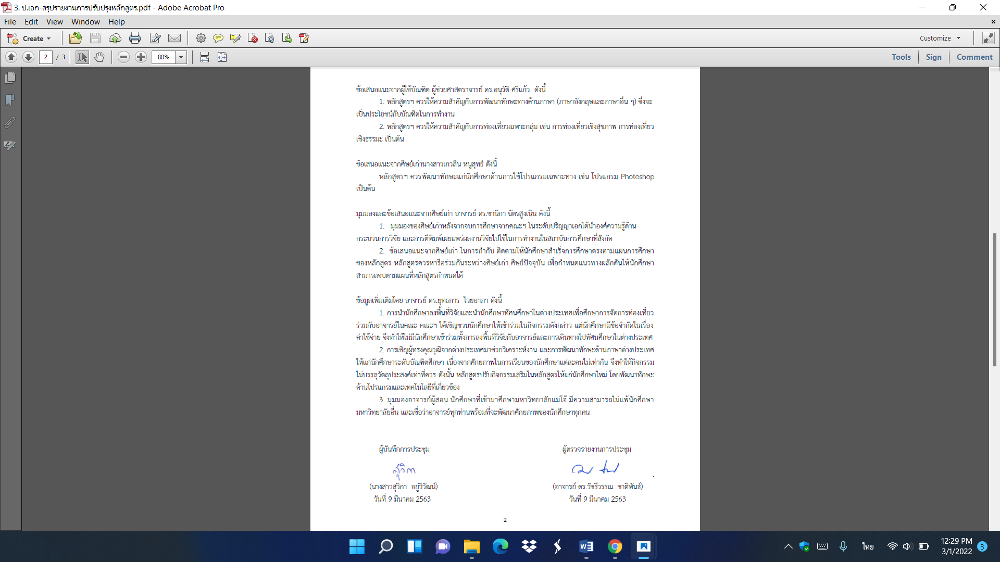 3. ป.เอก-สรุปรายงานการปรับปรุงหลักสูตร.pdf - Adobe Acrobat Pro
File Edit View Window Help
Create
Customize
2 / 3
80%
Tools Sign Comment
ข้อเสนอแนะจากผู้ใช้บัณฑิต ผู้ช่วยศาสตราจารย์ ดร.อนุวัติ ศรีแก้ว ดังนี้
1. หลักสูตรฯ ควรให้ความสำคัญกับการพัฒนาทักษะทางด้านภาษา (ภาษาอังกฤษและภาษาอื่น ๆ) ซึ่งจะ
เป็นประโยชน์กับบัณฑิตในการทำงาน
2. หลักสูตรฯ ควรให้ความสำคัญกับการท่องเที่ยวเฉพาะกลุ่ม เช่น การท่องเที่ยวเชิงสุขภาพ การท่องเที่ยว
เชิงธรรมะ เป็นต้น
ข้อเสนอแนะจากศิษย์เก่านางสาวเกวลิน หนูสุทธ์ ดังนี้
หลักสูตรฯ ควรพัฒนาทักษะแก่นักศึกษาด้านการใช้โปรแกรมเฉพาะทาง เช่น โปรแกรม Photoshop
เป็นต้น
มุมมองและข้อเสนอแนะจากศิษย์เก่า อาจารย์ ดร.ชานิกา ฉัตรสูงเนิน ดังนี้
1. มุมมองของศิษย์เก่าหลังจากจบการศึกษาจากคณะฯ ในระดับปริญญาเอกได้นำองค์ความรู้ด้าน
กระบวนการวิจัย และการตีพิมพ์เผยแพร่ผลงานวิจัยไปใช้ในการทำงานในสถาบันการศึกษาที่สังกัด
2. ข้อเสนอแนะจากศิษย์เก่า ในการกำกับ ติดตามให้นักศึกษาสำเร็จการศึกษาตรงตามแผนการศึกษา
ของหลักสูตร หลักสูตรควรหารือร่วมกันระหว่างศิษย์เก่า ศิษย์ปัจจุบัน เพื่อกำหนดแนวทางผลักดันให้นักศึกษา
สามารถจบตามแผนที่หลักสูตรกำหนดได้
ข้อมูลเพิ่มเติมโดย อาจารย์ ดร.ยุทธการ ไวยอาภา ดังนี้
1. การนำนักศึกษาลงพื้นที่วิจัยและนำนักศึกษาทัศนศึกษาในต่างประเทศเพื่อศึกษาการจัดการท่องเที่ยว
ร่วมกับอาจารย์ในคณะ คณะฯ ได้เชิญชวนนักศึกษาให้เข้าร่วมในกิจกรรมดังกล่าว แต่นักศึกษามีข้อจำกัดในเรื่อง
ค่าใช้จ่าย จึงทำให้ไม่มีนักศึกษาเข้าร่วมทั้งการลงพื้นที่วิจัยกับอาจารย์และการเดินทางไปทัศนศึกษาในต่างประเทศ
2. การเชิญผู้ทรงคุณวุฒิจากต่างประเทศมาช่วยวิเคราะห์งาน และการพัฒนาทักษะด้านภาษาต่างประเทศ
ให้แก่นักศึกษาระดับบัณฑิตศึกษา เนื่องจากศักยภาพในการเรียนของนักศึกษาแต่ละคนไม่เท่ากัน จึงทำให้กิจกรรม
ไม่บรรลุวัตถุประสงค์เท่าที่ควร ดังนั้น หลักสูตรปรับกิจกรรมเสริมในหลักสูตรให้แก่นักศึกษาใหม่ โดยพัฒนาทักษะ
ด้านโปรแกรมและเทคโนโลยีที่เกี่ยวข้อง
3. มุมมองอาจารย์ผู้สอน นักศึกษาที่เข้ามาศึกษามหาวิทยาลัยแม่โจ้ มีความสามารถไม่แพ้นักศึกษา
มหาวิทยาลัยอื่น และเชื่อว่าอาจารย์ทุกท่านพร้อมที่จะพัฒนาศักยภาพของนักศึกษาทุกคน
ผู้บันทึกการประชุม ผู้ตรวจรายงานการประชุม
สุวิกา
(นางสาวสุวิกา อยู่วิวัฒน์) (อาจารย์ ดร.วัชรีวรรณ ชาติพันธ์)
วันที่ 9 มีนาคม 2563 วันที่ 9 มีนาคม 2563
2
ไทย
12:29 PM
3/1/2022
3